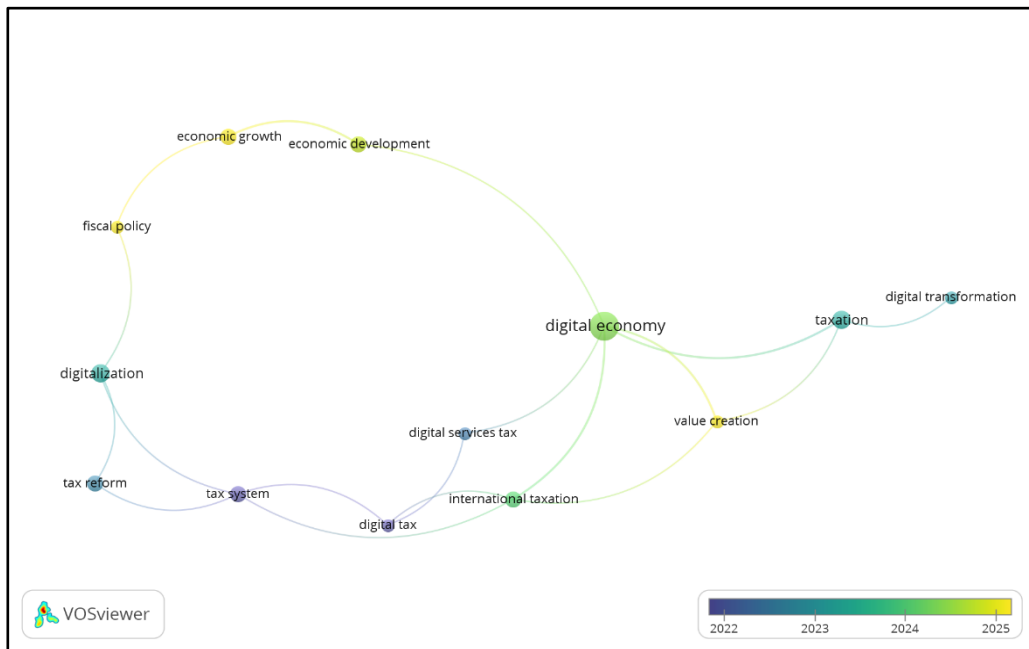 economic growth
economic development
fiscal policy
digital transformation
digital economy
taxation
digitalization
value creation
digital services tax
tax reform
tax system
international taxation
digital tax
VOSviewer
2022 2023 2024 2025